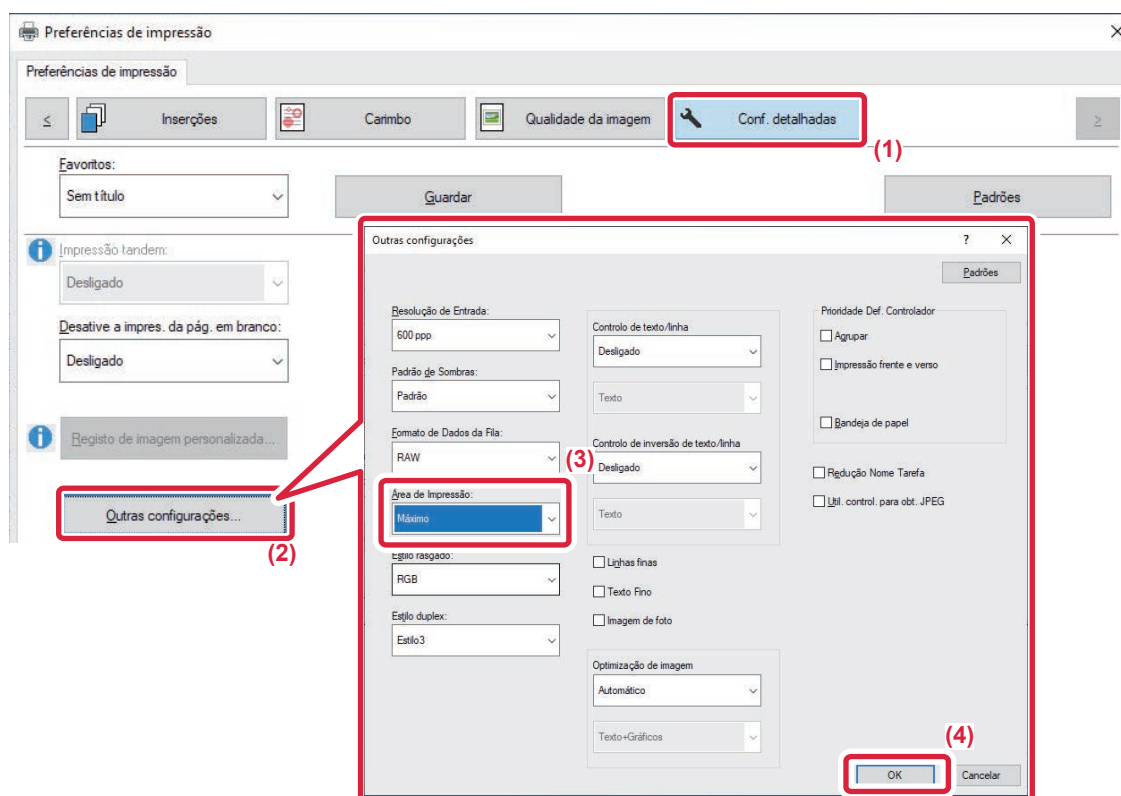 Preferências de impressão
Preferências de impressão
<
Inserções
Carimbo
Qualidade da imagem
Conf. detalhadas
>
(1)
Favoritos:
Sem título
Guardar
Padrões
Impressão tandem:
Desligado
Desative a impres. da pág. em branco:
Desligado
Registo de imagem personalizada...
Outras configurações...
(2)
Outras configurações
?
Padrões
Resolução de Entrada:
600 ppp
Padrão de Sombras:
Padrão
Formato de Dados da Fila:
RAW
(3)
Área de Impressão:
Máximo
Estilo rasgado:
RGB
Estilo duplex:
Estilo3
Controlo de texto/linha
Desligado
Texto
Controlo de inversão de texto/linha
Desligado
Texto
Linhas finas
Texto Fino
Imagem de foto
Optimização de imagem
Automático
Texto+Gráficos
Prioridade Def. Controlador
Agrupar
Impressão frente e verso
Bandeja de papel
Redução Nome Tarefa
Util. control. para obt. JPEG
(4)
OK
Cancelar